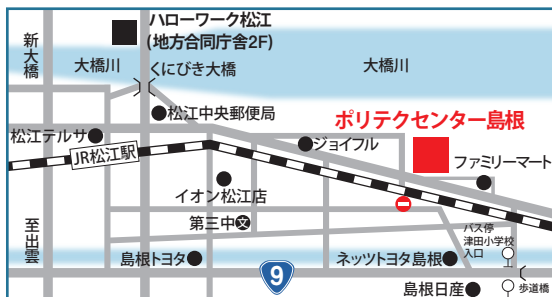 ハローワーク松江
(地方合同庁舎2F)
新大橋
大橋川
くにびき大橋
大橋川
松江中央郵便局
ポリテクセンター島根
松江テルサ
ジョイフル
JR松江駅
ファミリーマート
イオン松江店
第三中
文
至出雲
バス停
津田小学校
入口
島根トヨタ
9
ネッツトヨタ島根
島根日産
歩道橋